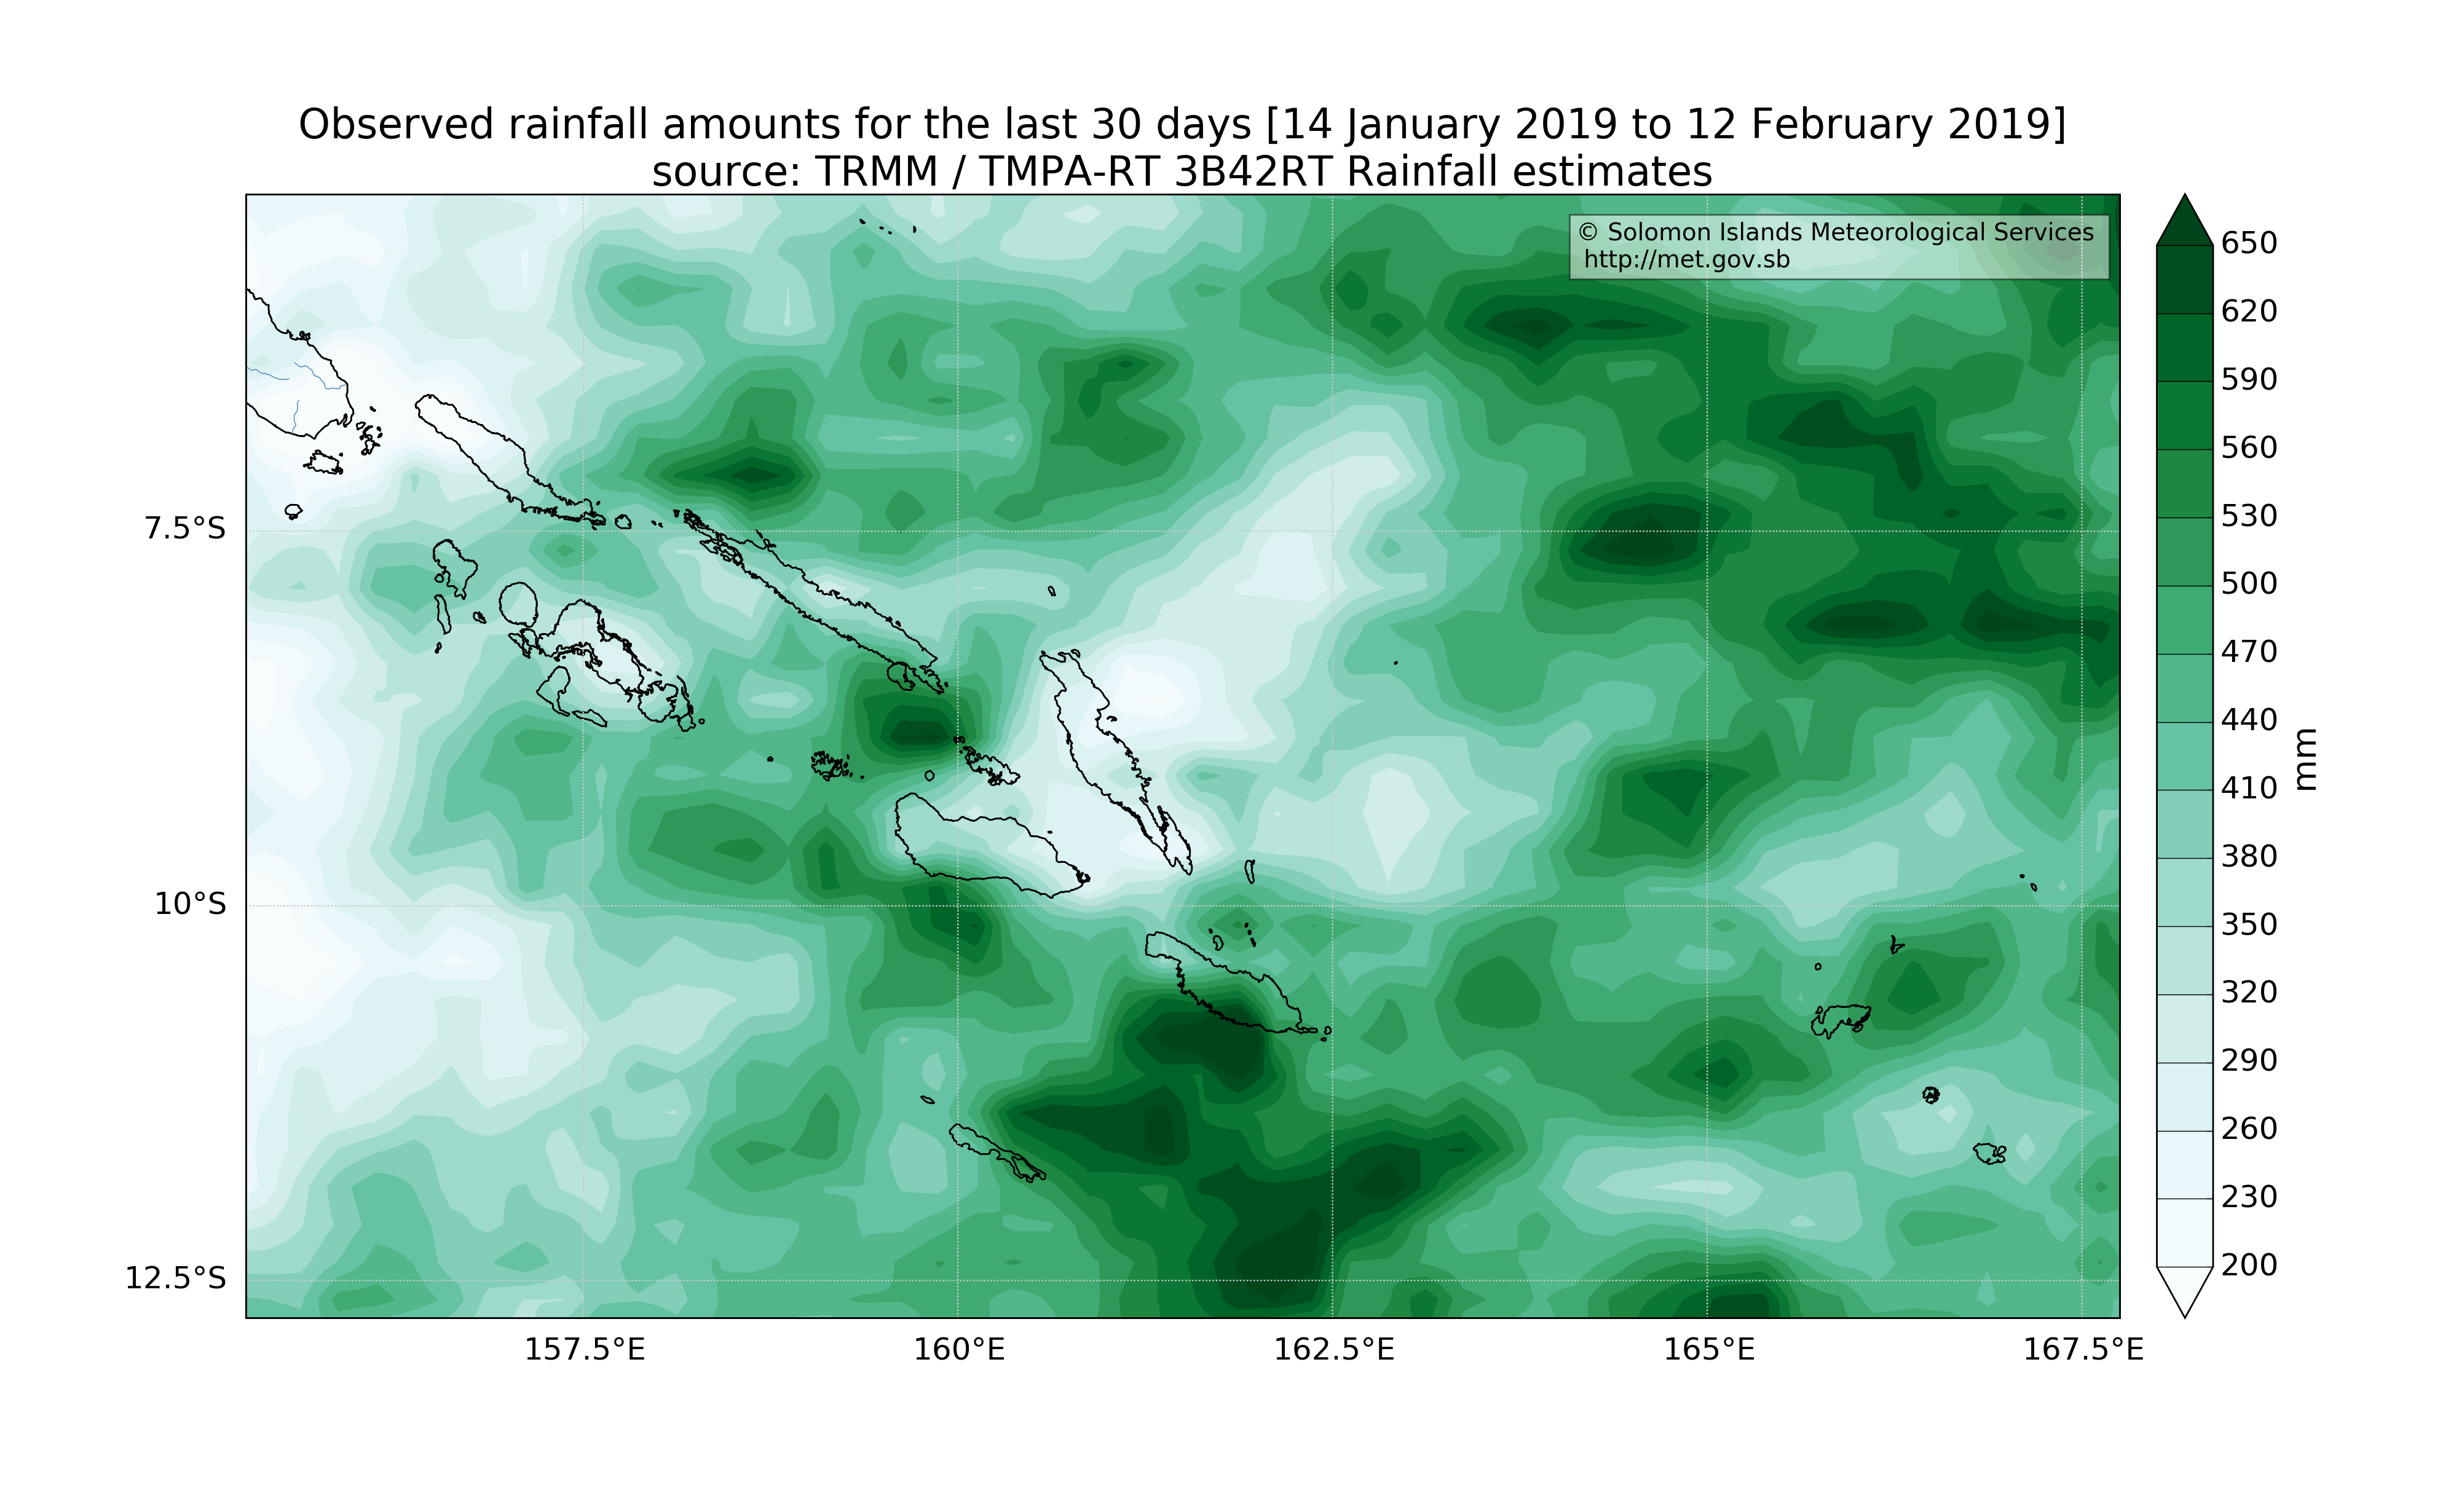 Observed rainfall amounts for the last 30 days [14 January 2019 to 12 February 2019]
source: TRMM / TMPA-RT 3B42RT Rainfall estimates
© Solomon Islands Meteorological Services
http://met.gov.sb
7.5°S
10°S
12.5°S
157.5°E
160°E
162.5°E
165°E
167.5°E
650
620
590
560
530
500
470
440
410
380
350
320
290
260
230
200
mm